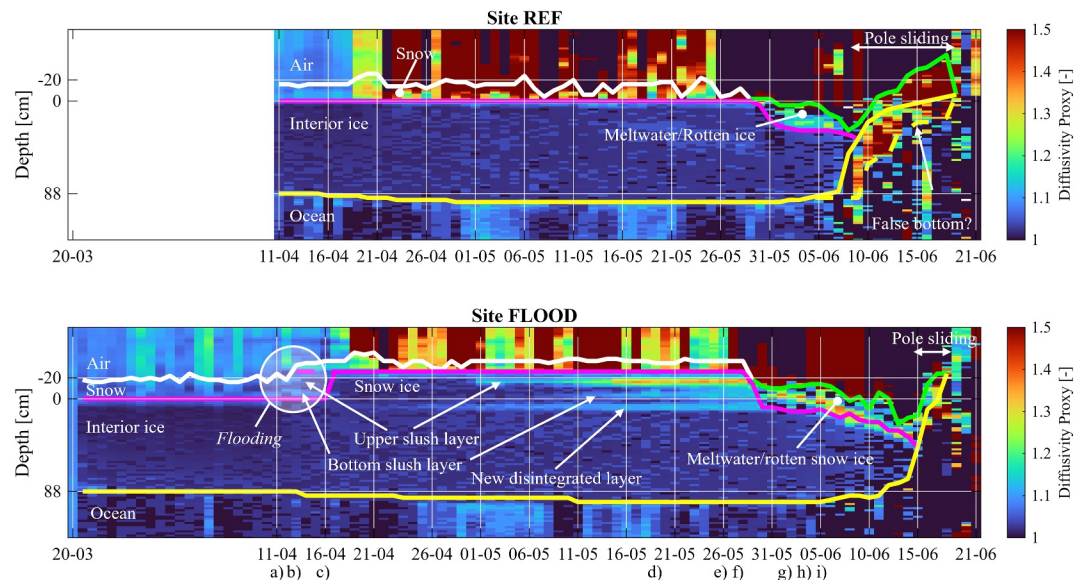 Site REF
Depth [cm]
-20
0
88
Air
Snow
Interior ice
Meltwater/Rotten ice
Ocean
Pole sliding
False bottom?
20-03 11-04 16-04 21-04 26-04 01-05 06-05 11-05 16-05 21-05 26-05 31-05 05-06 10-06 15-06 21-06
1.5
1.4
1.3
1.2
1.1
1
Diffusivity Proxy [-]
Site FLOOD
Depth [cm]
-20
0
88
Air
Snow
Interior ice
Flooding
Snow ice
Upper slush layer
Bottom slush layer
New disintegrated layer
Meltwater/rotten snow ice
Ocean
Pole sliding
20-03 11-04 16-04 21-04 26-04 01-05 06-05 11-05 16-05 21-05 26-05 31-05 05-06 10-06 15-06 21-06
a) b) c) d) e) f) g) h) i)
1.5
1.4
1.3
1.2
1.1
1
Diffusivity Proxy [-]